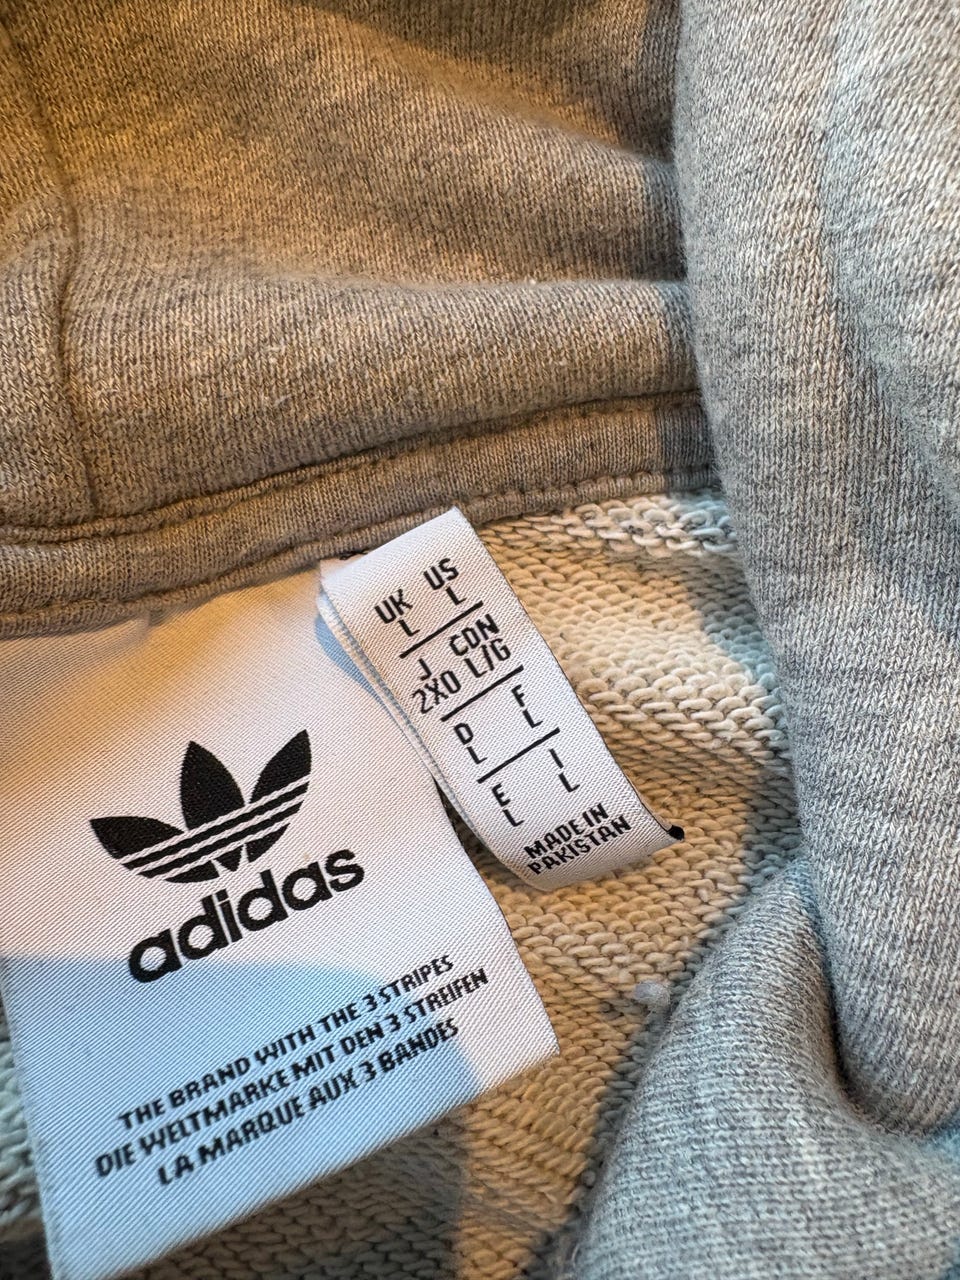 UK US
L L
J CDN
2XO L/G
D F
L L
E I
L L
MADE IN
PAKISTAN
adidas
THE BRAND WITH THE 3 STRIPES
DIE WELTMARKE MIT DEN 3 STREIFEN
LA MARQUE AUX 3 BANDES